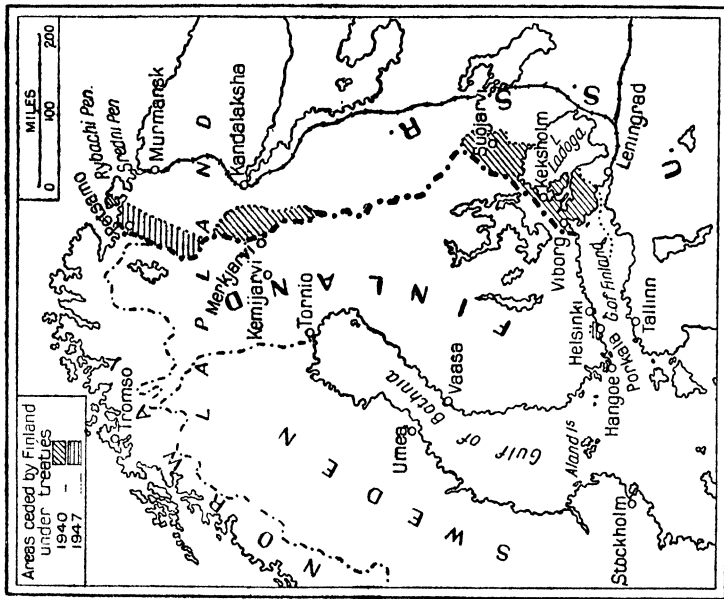 Areas ceded by Finland
under treaties
1940 -
1947
MILES
0 100 200
Rybachi Pen.
Sredni Pen
Petsamo
Murmansk
Tromso
LAPLAND
Kandalaksha
Merkjarvi
Kemijarvi
Tornio
NORWAY
SWEDEN
FINLAND
U.S.S.R.
Umea
Vaasa
Gulf
of
Bothnia
Suojarvi
Keksholm
L.
Ladoga
Viborg
Leningrad
Helsinki
G.of Finland
Porkala
Hangoe
Aland Is
Tallinn
Stockholm